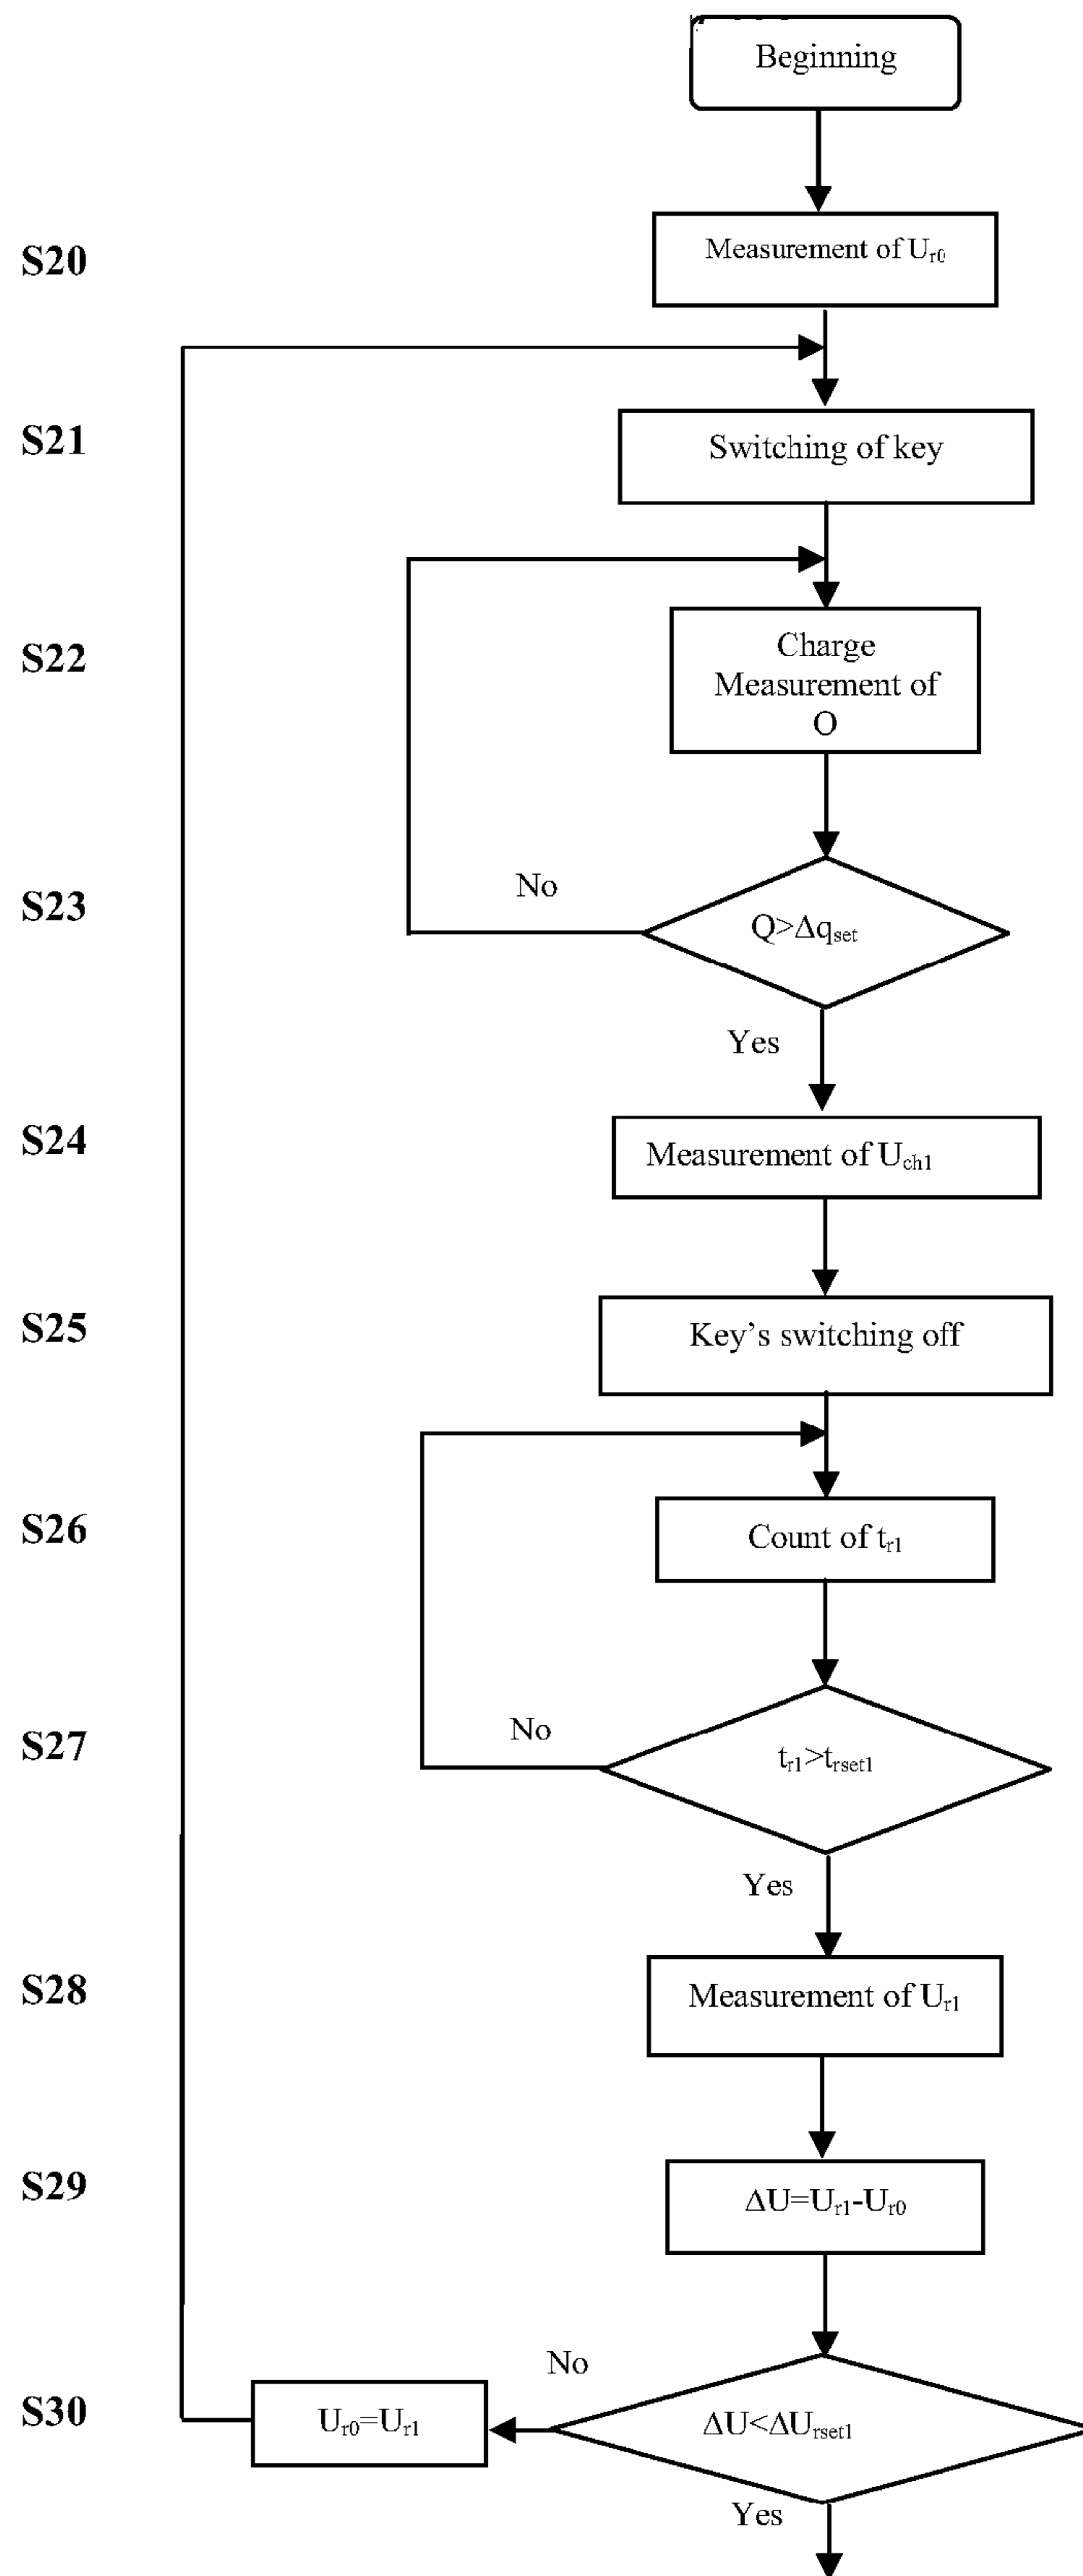 Beginning
S20
Measurement of Ur0
S21
Switching of key
S22
Charge
Measurement of
O
S23
No
Q>Δqset
Yes
S24
Measurement of Uch1
S25
Key's switching off
S26
Count of tr1
S27
No
tr1>trset1
Yes
S28
Measurement of Ur1
S29
ΔU=Ur1-Ur0
S30
No
Ur0=Ur1
ΔU<ΔUrset1
Yes